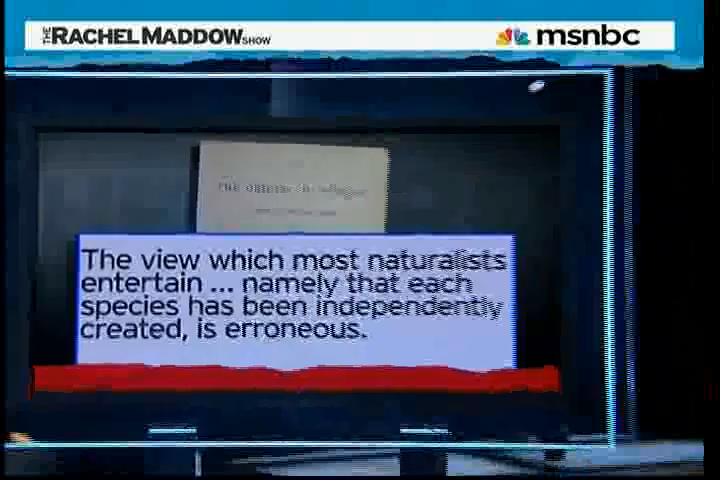 THE RACHEL MADDOW SHOW
msnbc
The view which most naturalists
entertain ... namely that each
species has been independently
created, is erroneous.